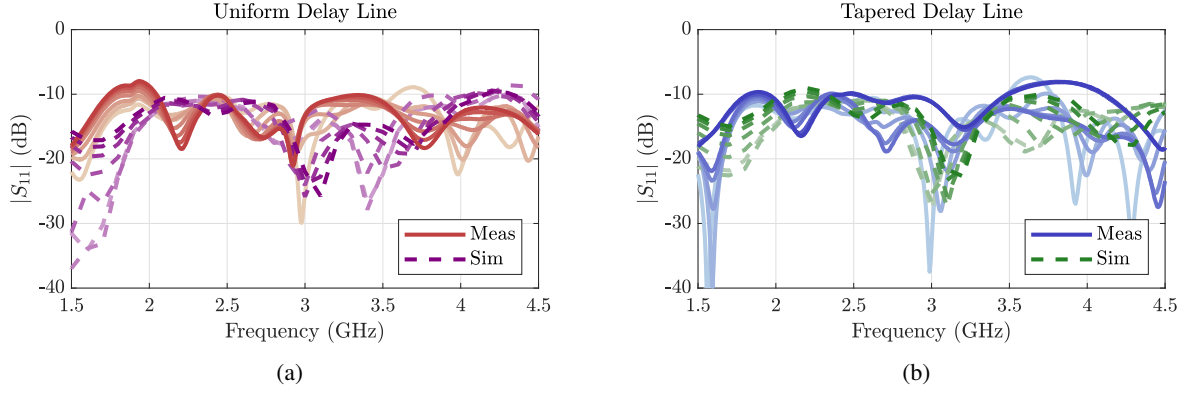 Uniform Delay Line
0
-10
-20
-30
-40
|S11| (dB)
1.5 2 2.5 3 3.5 4 4.5
Frequency (GHz)
Meas
Sim
(a)
Tapered Delay Line
0
-10
-20
-30
-40
|S11| (dB)
1.5 2 2.5 3 3.5 4 4.5
Frequency (GHz)
Meas
Sim
(b)